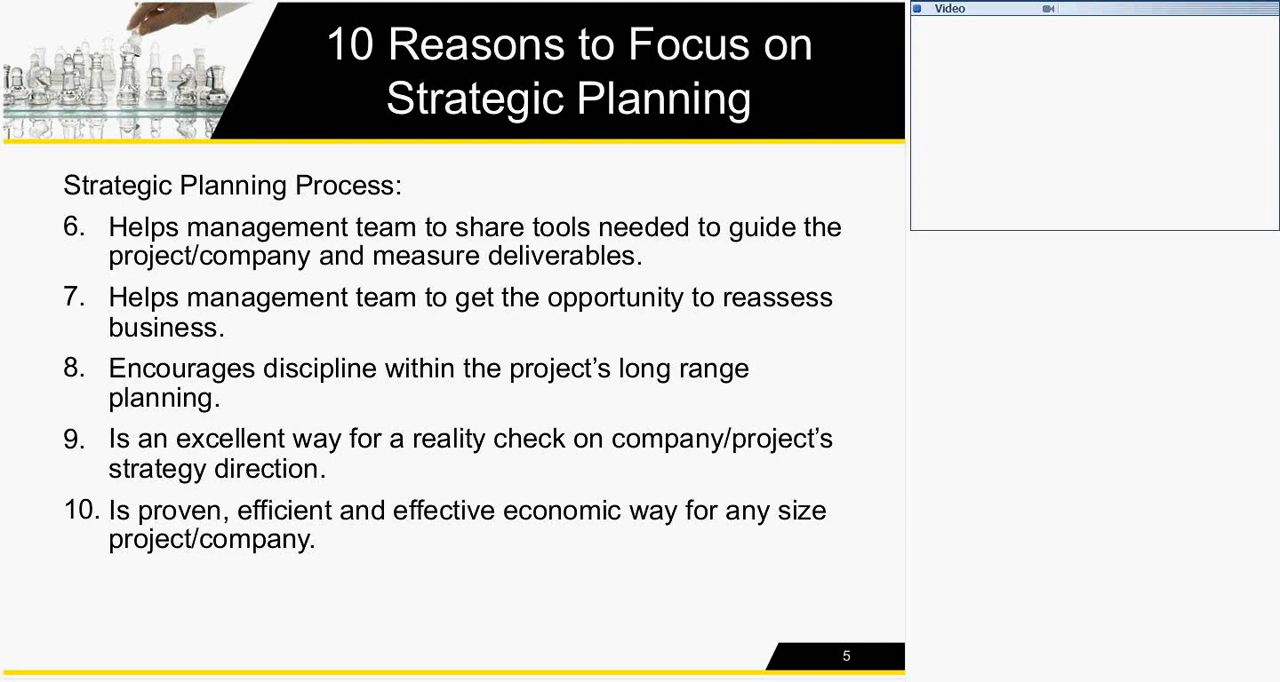 10 Reasons to Focus on
Strategic Planning
Video
Strategic Planning Process:
6. Helps management team to share tools needed to guide the
project/company and measure deliverables.
7. Helps management team to get the opportunity to reassess
business.
8. Encourages discipline within the project’s long range
planning.
9. Is an excellent way for a reality check on company/project’s
strategy direction.
10. Is proven, efficient and effective economic way for any size
project/company.
5